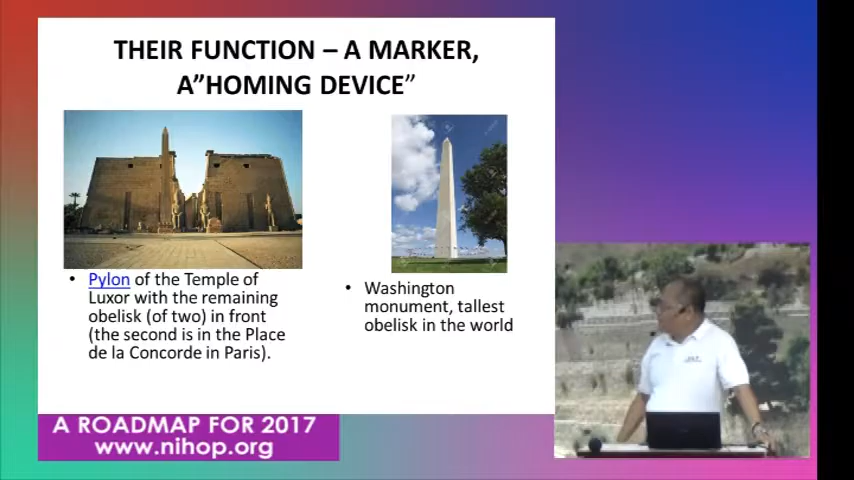 THEIR FUNCTION – A MARKER,
A”HOMING DEVICE”
• Pylon of the Temple of
Luxor with the remaining
obelisk (of two) in front
(the second is in the Place
de la Concorde in Paris).
• Washington
monument, tallest
obelisk in the world
A ROADMAP FOR 2017
www.nihop.org